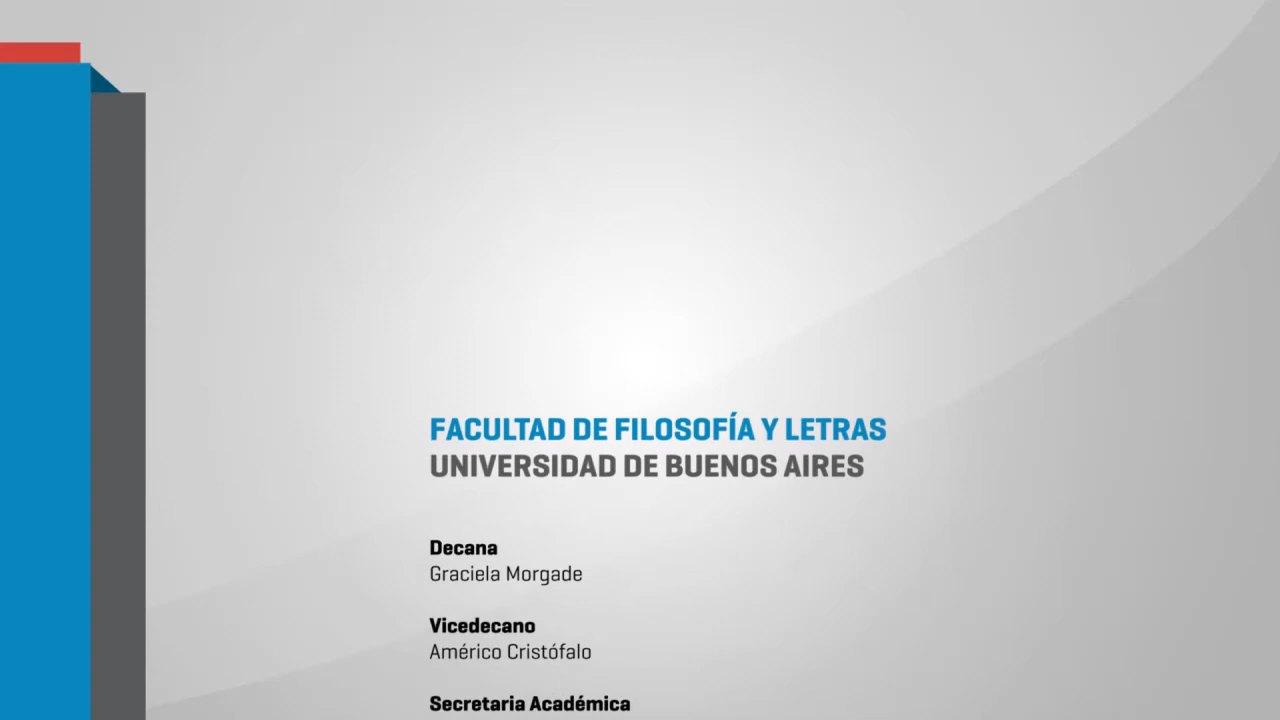 FACULTAD DE FILOSOFÍA Y LETRAS
UNIVERSIDAD DE BUENOS AIRES
Decana
Graciela Morgade
Vicedecano
Américo Cristófalo
Secretaria Académica